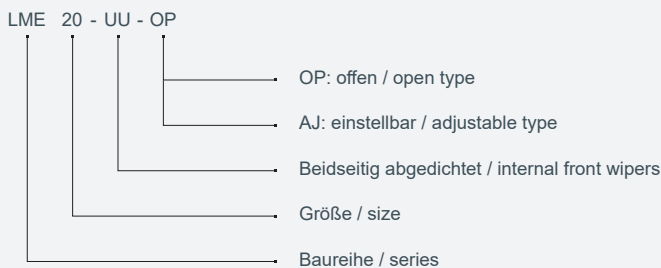 LME 20 - UU - OP
OP: offen / open type
AJ: einstellbar / adjustable type
Beidseitig abgedichtet / internal front wipers
Größe / size
Baureihe / series